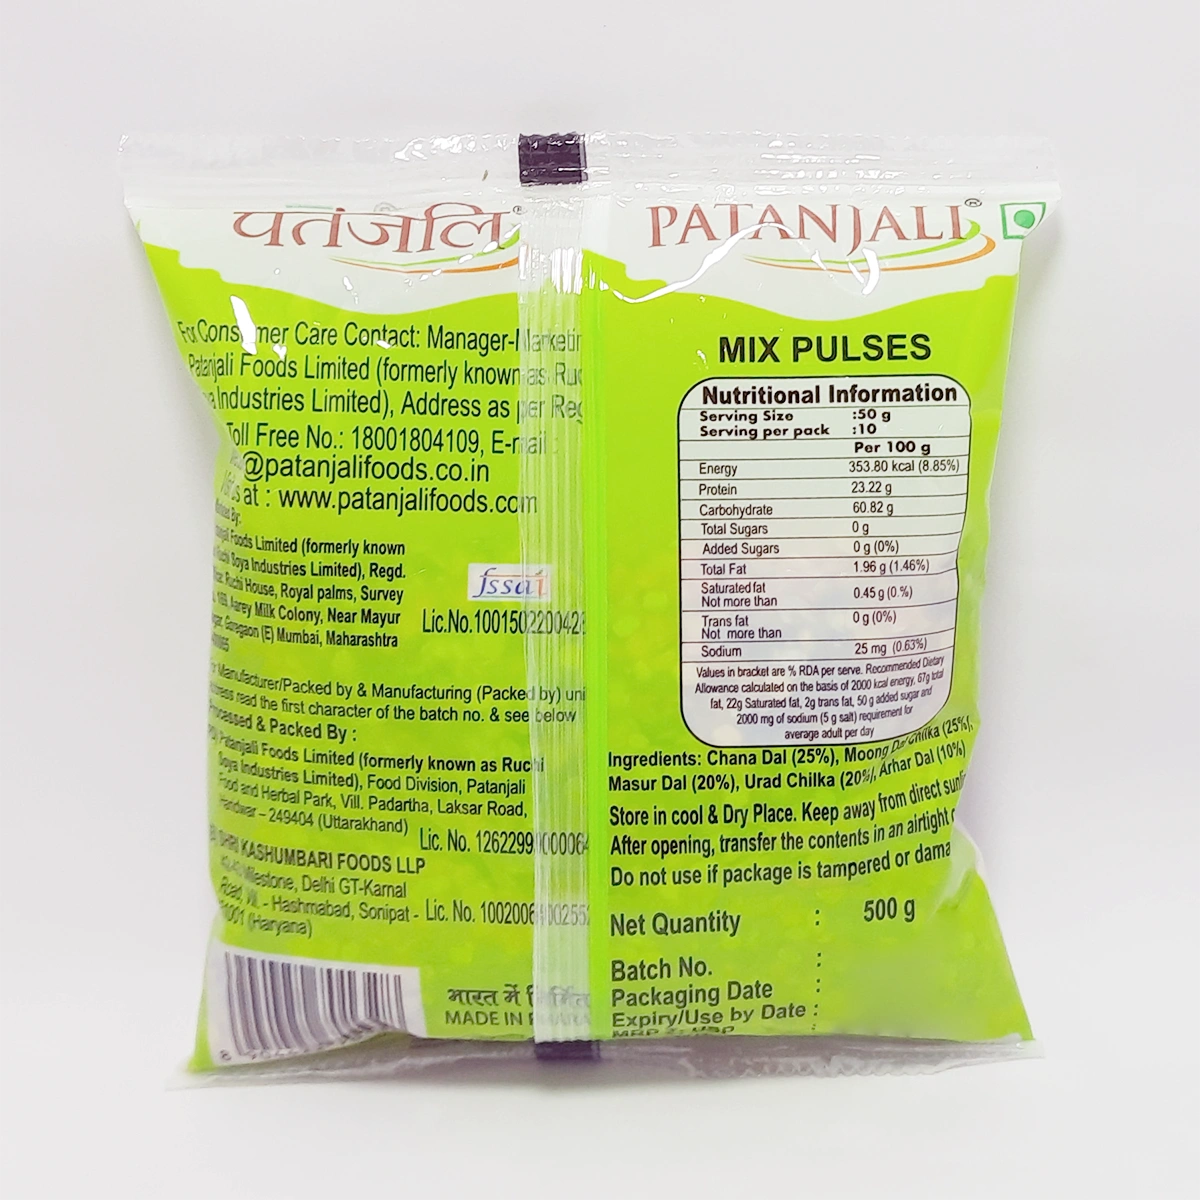 पतंजलि®
For Consumer Care Contact: Manager-Marketin
Patanjali Foods Limited (formerly known as Ruc
Industries Limited), Address as per Reg
Toll Free No.: 18001804109, E-mail :
@patanjalifoods.co.in
Visit us at : www.patanjalifoods.com
By:
Foods Limited (formerly known
Ruchi Soya Industries Limited), Regd.
Ruchi House, Royal palms, Survey
169, Aarey Milk Colony, Near Mayur
Goregaon (E) Mumbai, Maharashtra
fssai
Lic.No.1001502200428
Manufacturer/Packed by & Manufacturing (Packed by) uni
read the first character of the batch no. & see below
Processed & Packed By :
Patanjali Foods Limited (formerly known as Ruchi
Soya Industries Limited), Food Division, Patanjali
Food and Herbal Park, Vill. Padartha, Laksar Road,
Haridwar – 249404 (Uttarakhand)
Lic. No.
SHRI KASHUMBARI FOODS LLP
Milestone, Delhi GT-Karnal
Road, Vill. - Hashmabad, Sonipat -
(Haryana)
Lic. No.
भारत में निर्मित
MADE IN
PATANJALI®
MIX PULSES
Nutritional Information
Serving Size :50 g
Serving per pack :10
Per 100 g
Energy 353.80 kcal (8.85%)
Protein 23.22 g
Carbohydrate 60.82 g
Total Sugars 0 g
Added Sugars 0 g (0%)
Total Fat 1.96 g (1.46%)
Saturated fat
Not more than 0.45 g (0.%)
Trans fat
Not more than 0 g (0%)
Sodium 25 mg (0.63%)
Values in bracket are % RDA per serve. Recommended Dietary
Allowance calculated on the basis of 2000 kcal energy, 67g total
fat, 22g Saturated fat, 2g trans fat, 50 g added sugar and
2000 mg of sodium (5 g salt) requirement for
average adult per day
Ingredients: Chana Dal (25%), Moong Dal Chilka (25%),
Masur Dal (20%), Urad Chilka (20%), Arhar Dal (10%)
Store in cool & Dry Place. Keep away from direct sunli
After opening, transfer the contents in an airtight
Do not use if package is tampered or dama
Net Quantity : 500 g
Batch No. :
Packaging Date :
Expiry/Use by Date :